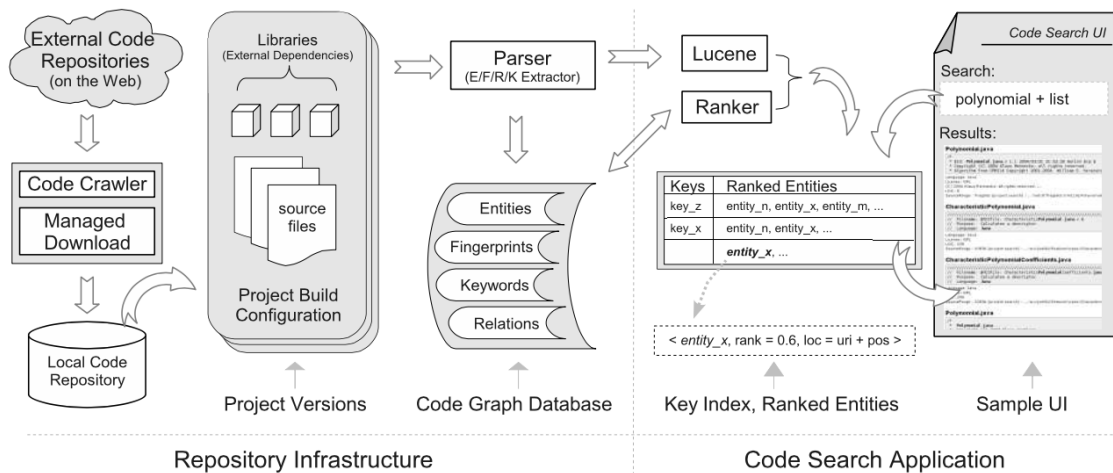 External Code
Repositories
(on the Web)
Code Crawler
Managed
Download
Local Code
Repository
Libraries
(External Dependencies)
source
files
Project Build
Configuration
Project Versions
Parser
(E/F/R/K Extractor)
Entities
Fingerprints
Keywords
Relations
Code Graph Database
Repository Infrastructure
Lucene
Ranker
Keys Ranked Entities
key_z entity_n, entity_x, entity_m, ...
key_x entity_n, entity_x, ...
entity_x, ...
< entity_x, rank = 0.6, loc = uri + pos >
Key Index, Ranked Entities
Code Search UI
Search:
polynomial + list
Results:
Polynomial.java
CharacteristicPolynomial.java
CharacteristicPolynomialCoefficients.java
Polynomial.java
Sample UI
Code Search Application